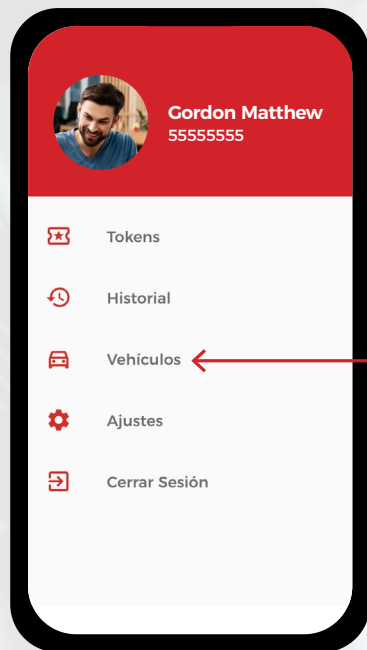 Gordon Matthew
55555555
Tokens
Historial
Vehículos
Ajustes
Cerrar Sesión